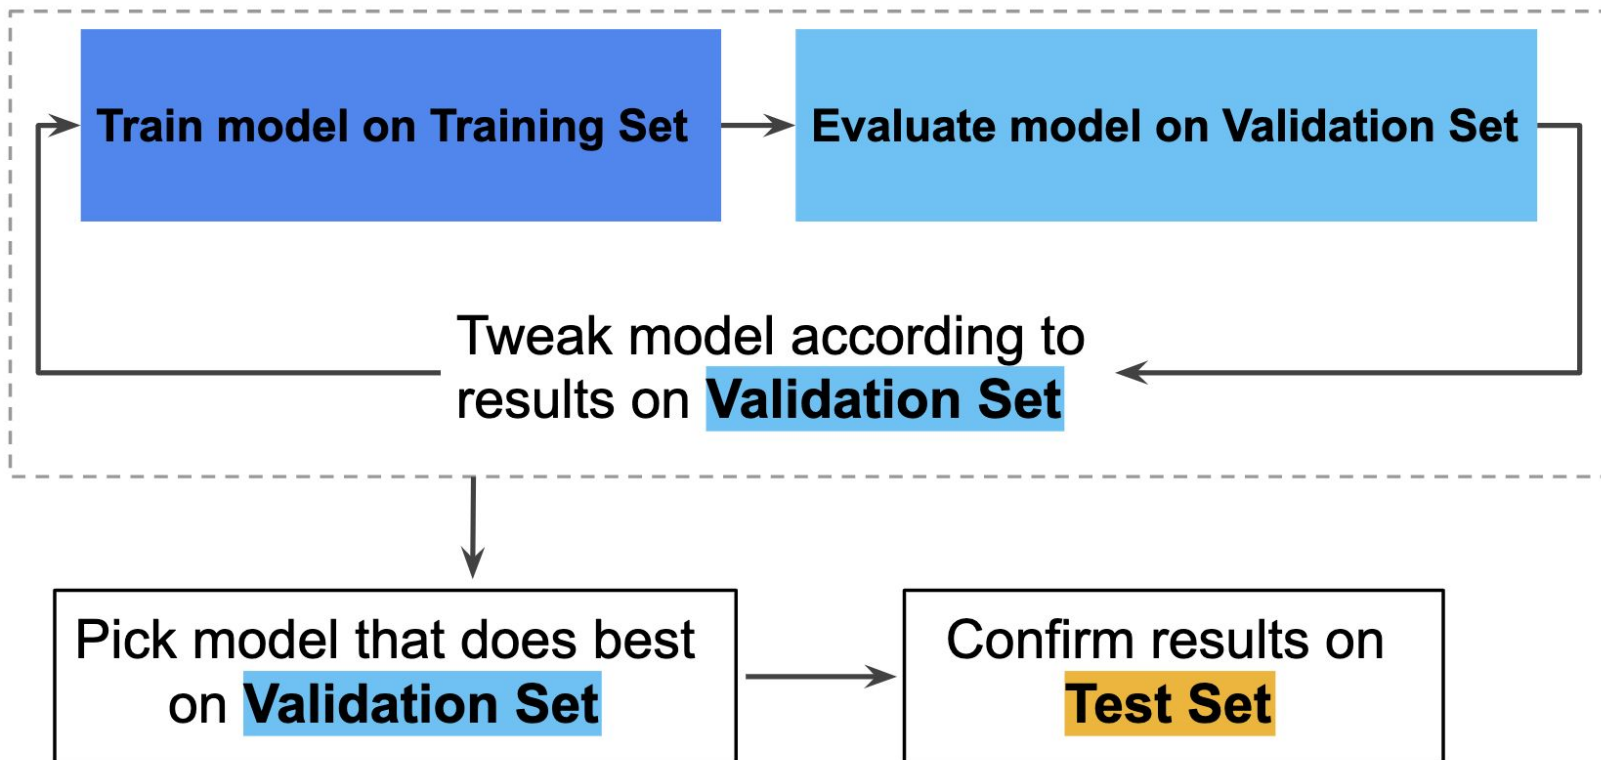 Train model on Training Set
Evaluate model on Validation Set
Tweak model according to
results on Validation Set
Pick model that does best
on Validation Set
Confirm results on
Test Set